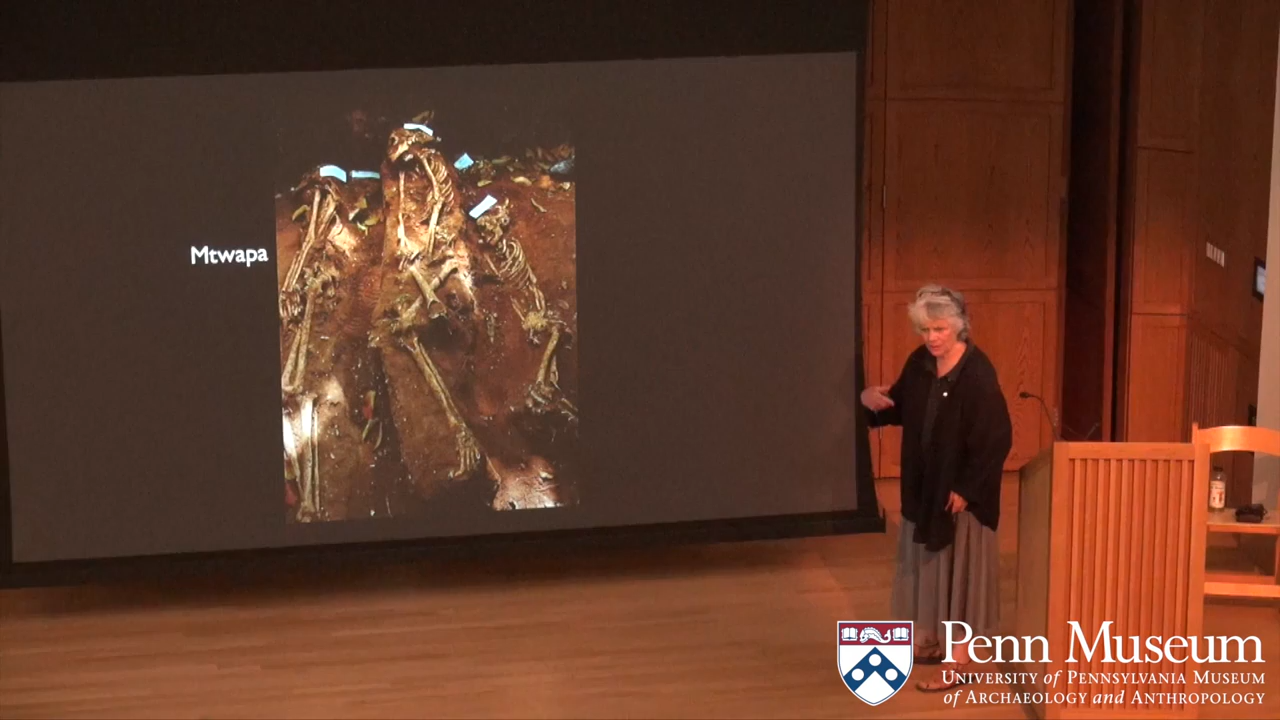 Mtwapa
Penn Museum
University of Pennsylvania Museum
of Archaeology and Anthropology